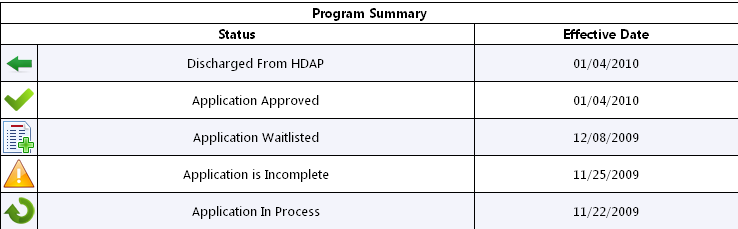 Program Summary
Status Effective Date
Discharged From HDAP 01/04/2010
Application Approved 01/04/2010
Application Waitlisted 12/08/2009
Application is Incomplete 11/25/2009
Application In Process 11/22/2009